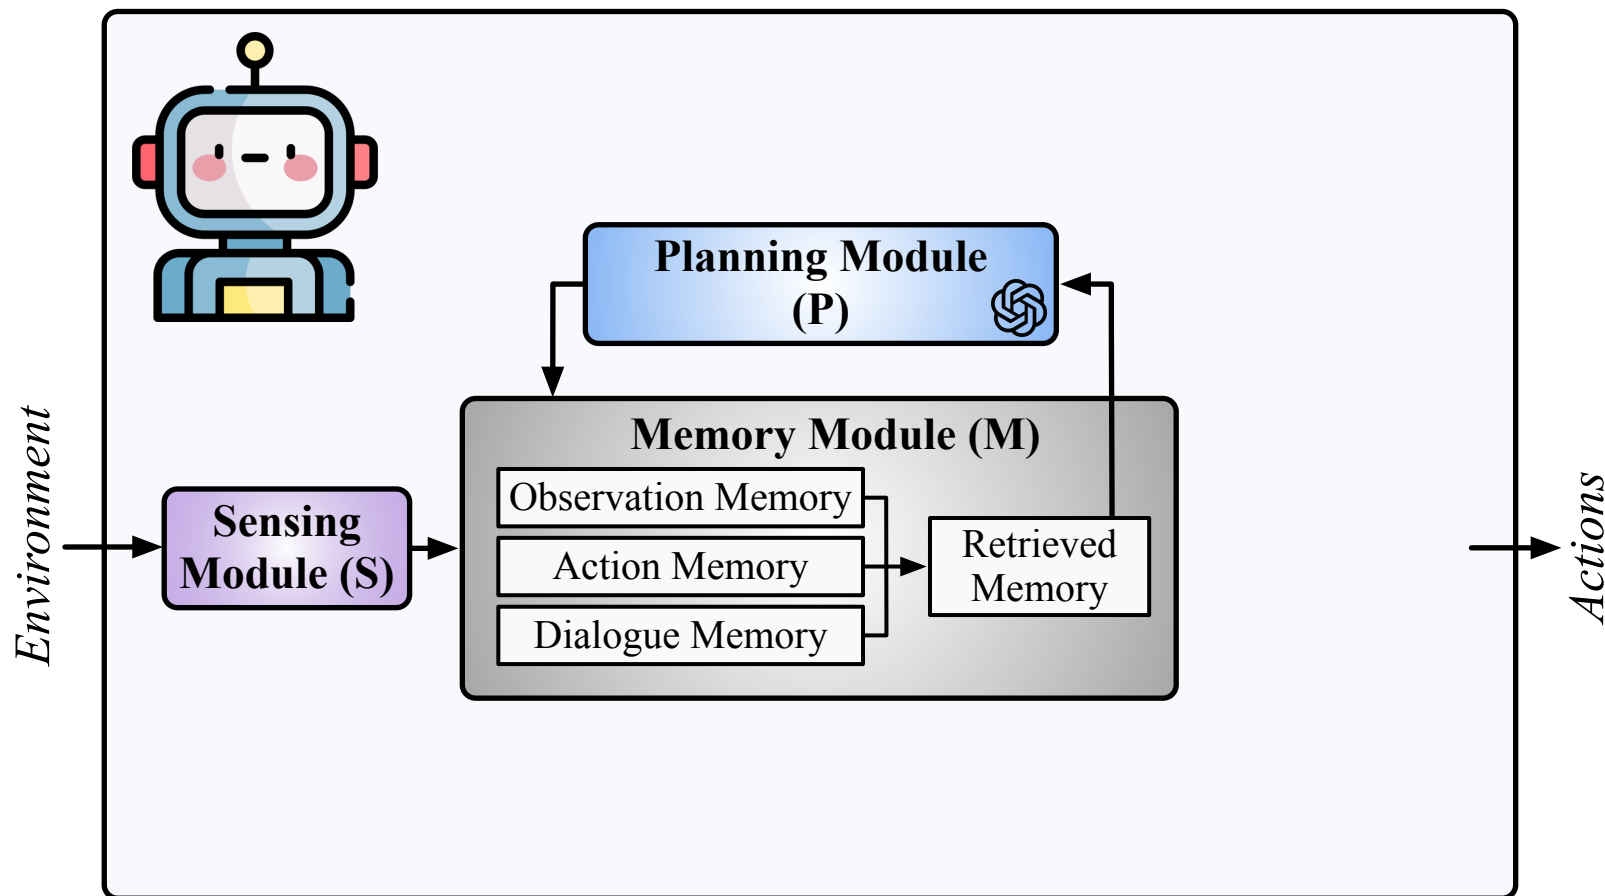 Planning Module
(P)
Memory Module (M)
Observation Memory
Action Memory
Dialogue Memory
Retrieved
Memory
Sensing
Module (S)
Environment
Actions